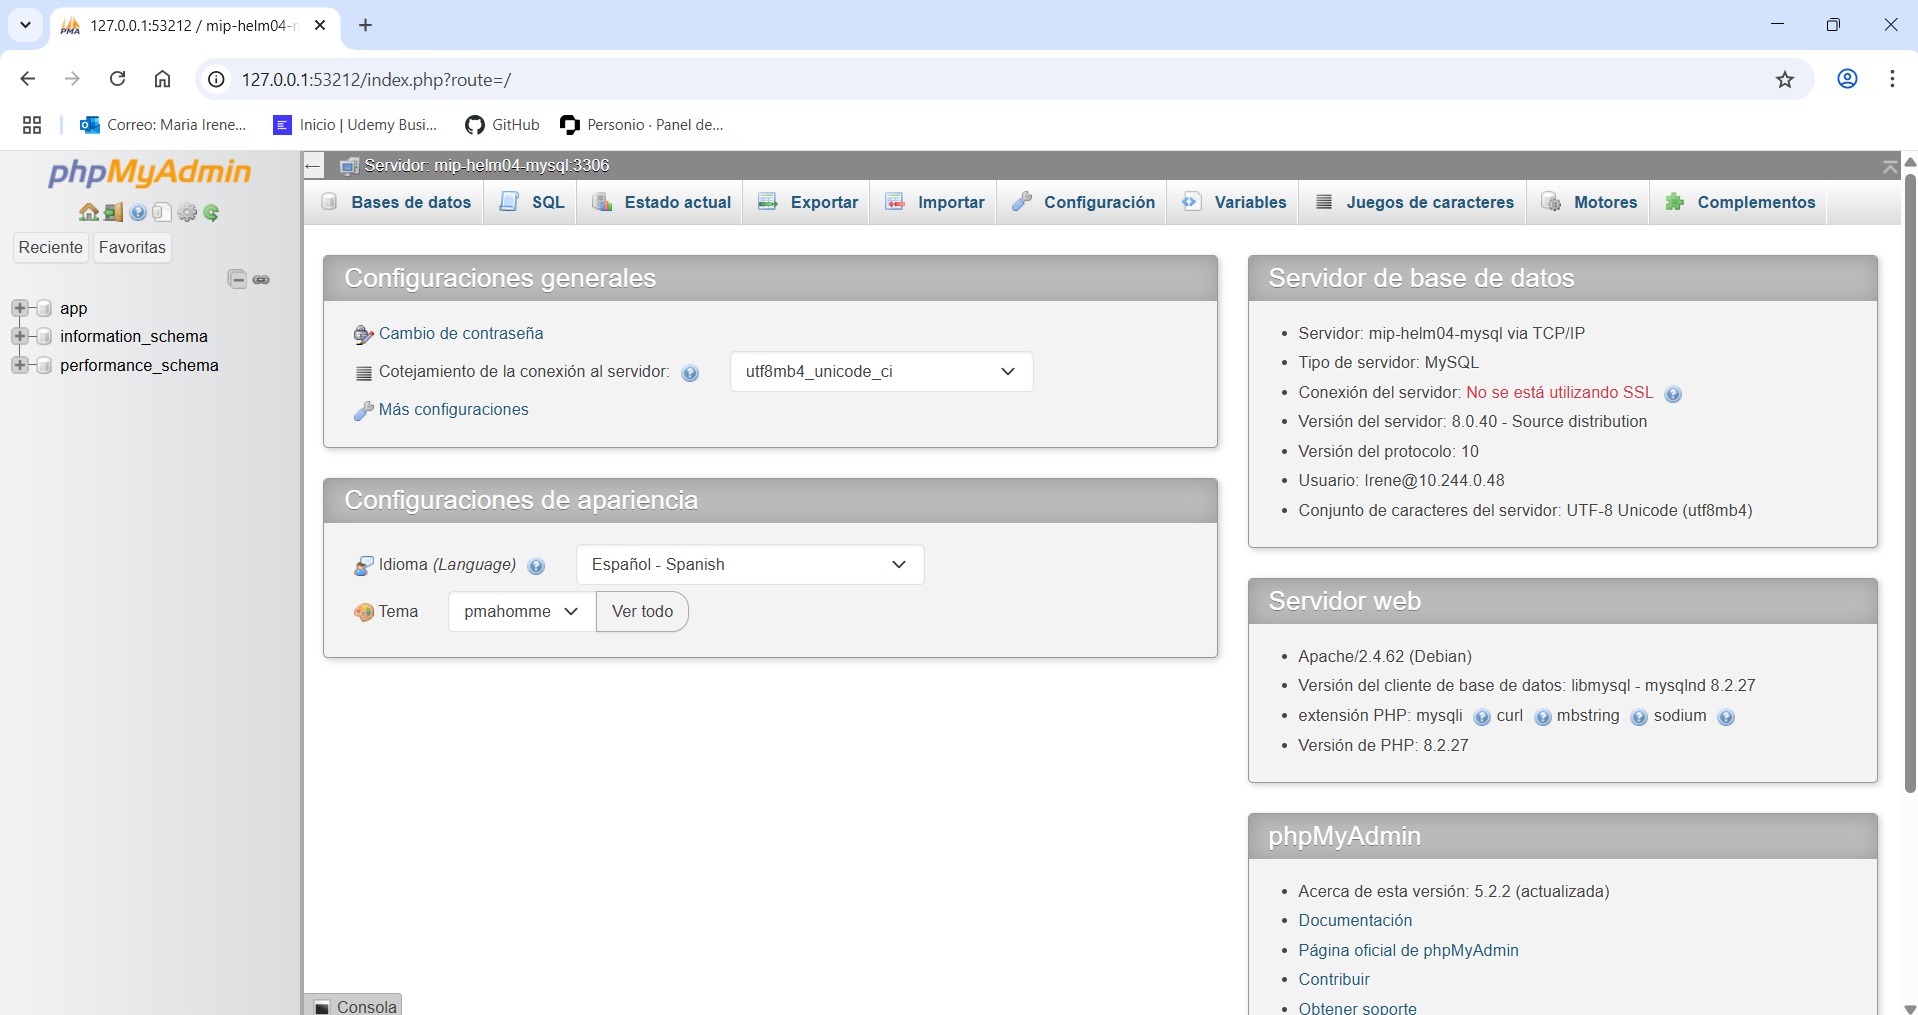 127.0.0.1:53212 / mip-helm04-
127.0.0.1:53212/index.php?route=/
Correo: Maria Irene...
Inicio | Udemy Busi...
GitHub
Personio · Panel de...
phpMyAdmin
Reciente
Favoritas
app
information_schema
performance_schema
Servidor: mip-helm04-mysql:3306
Bases de datos
SQL
Estado actual
Exportar
Importar
Configuración
Variables
Juegos de caracteres
Motores
Complementos
Configuraciones generales
Cambio de contraseña
Cotejamiento de la conexión al servidor:
utf8mb4_unicode_ci
Más configuraciones
Configuraciones de apariencia
Idioma (Language)
Español - Spanish
Tema
pmahomme
Ver todo
Servidor de base de datos
Servidor: mip-helm04-mysql via TCP/IP
Tipo de servidor: MySQL
Conexión del servidor: No se está utilizando SSL
Versión del servidor: 8.0.40 - Source distribution
Versión del protocolo: 10
Usuario: Irene@10.244.0.48
Conjunto de caracteres del servidor: UTF-8 Unicode (utf8mb4)
Servidor web
Apache/2.4.62 (Debian)
Versión del cliente de base de datos: libmysql - mysqlnd 8.2.27
extensión PHP: mysqli curl mbstring sodium
Versión de PHP: 8.2.27
phpMyAdmin
Acerca de esta versión: 5.2.2 (actualizada)
Documentación
Página oficial de phpMyAdmin
Contribuir
Obtener soporte
Consola